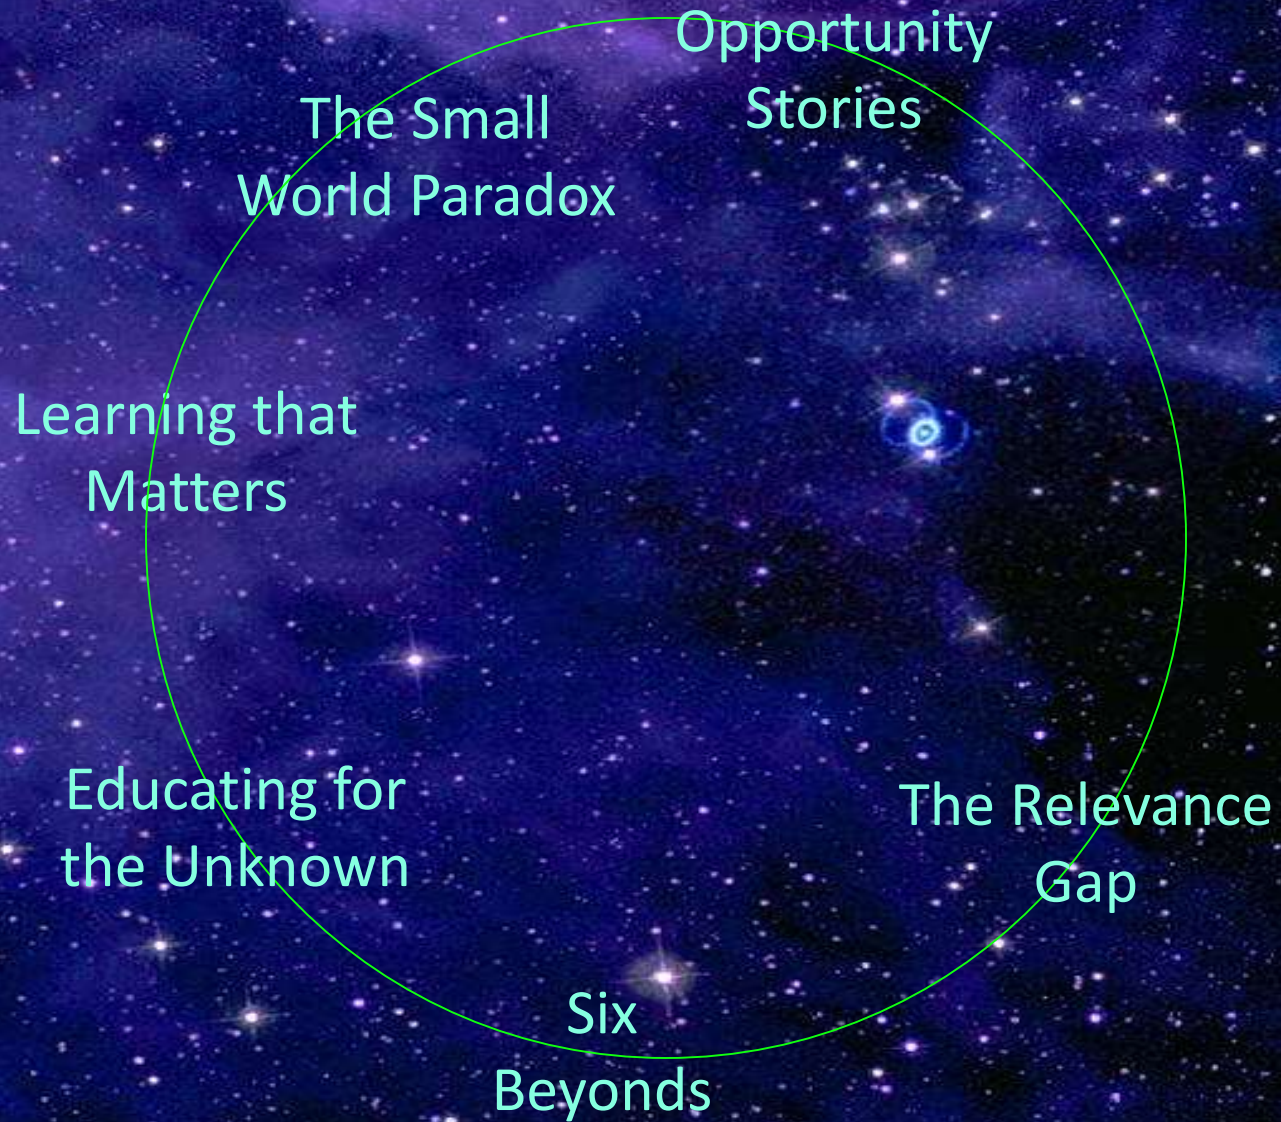 Opportunity
Stories
The Small
World Paradox
Learning that
Matters
Educating for
the Unknown
The Relevance
Gap
Six
Beyonds